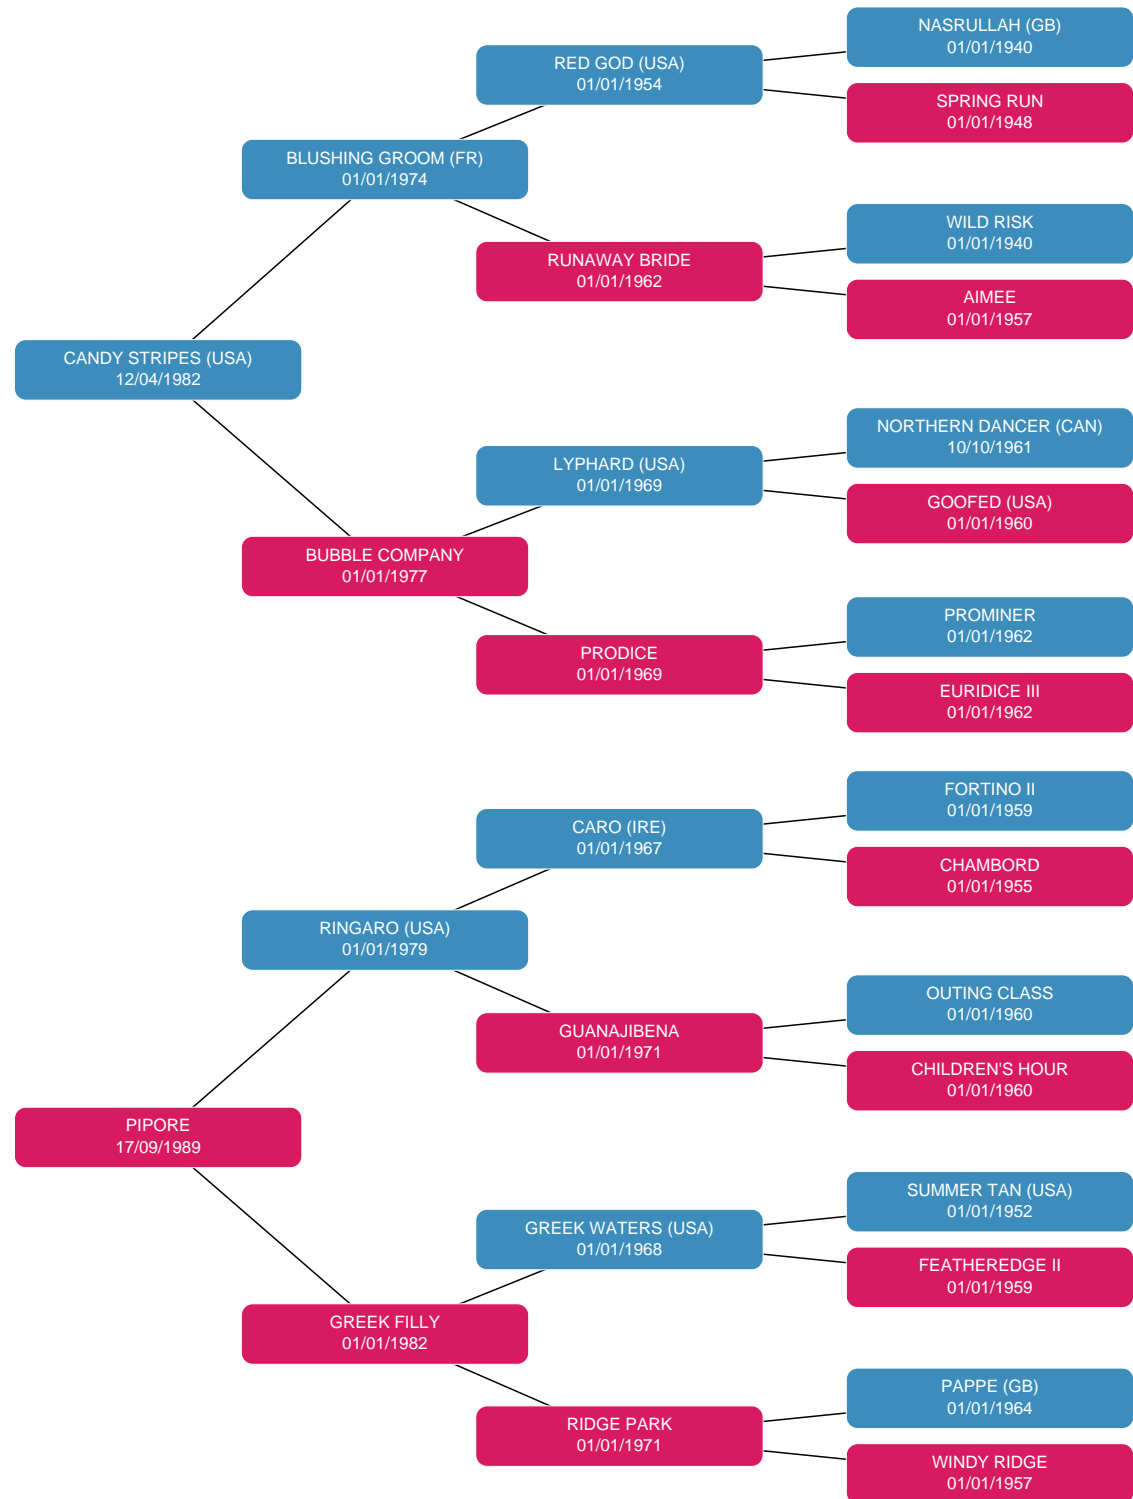 NASRULLAH (GB)
01/01/1940
RED GOD (USA)
01/01/1954
SPRING RUN
01/01/1948
BLUSHING GROOM (FR)
01/01/1974
WILD RISK
01/01/1940
RUNAWAY BRIDE
01/01/1962
AIMEE
01/01/1957
CANDY STRIPES (USA)
12/04/1982
NORTHERN DANCER (CAN)
10/10/1961
LYPHARD (USA)
01/01/1969
GOOFED (USA)
01/01/1960
BUBBLE COMPANY
01/01/1977
PROMINER
01/01/1962
PRODICE
01/01/1969
EURIDICE III
01/01/1962
FORTINO II
01/01/1959
CARO (IRE)
01/01/1967
CHAMBORD
01/01/1955
RINGARO (USA)
01/01/1979
OUTING CLASS
01/01/1960
GUANAJIBENA
01/01/1971
CHILDREN'S HOUR
01/01/1960
PIPORE
17/09/1989
SUMMER TAN (USA)
01/01/1952
GREEK WATERS (USA)
01/01/1968
FEATHEREDGE II
01/01/1959
GREEK FILLY
01/01/1982
PAPPE (GB)
01/01/1964
RIDGE PARK
01/01/1971
WINDY RIDGE
01/01/1957